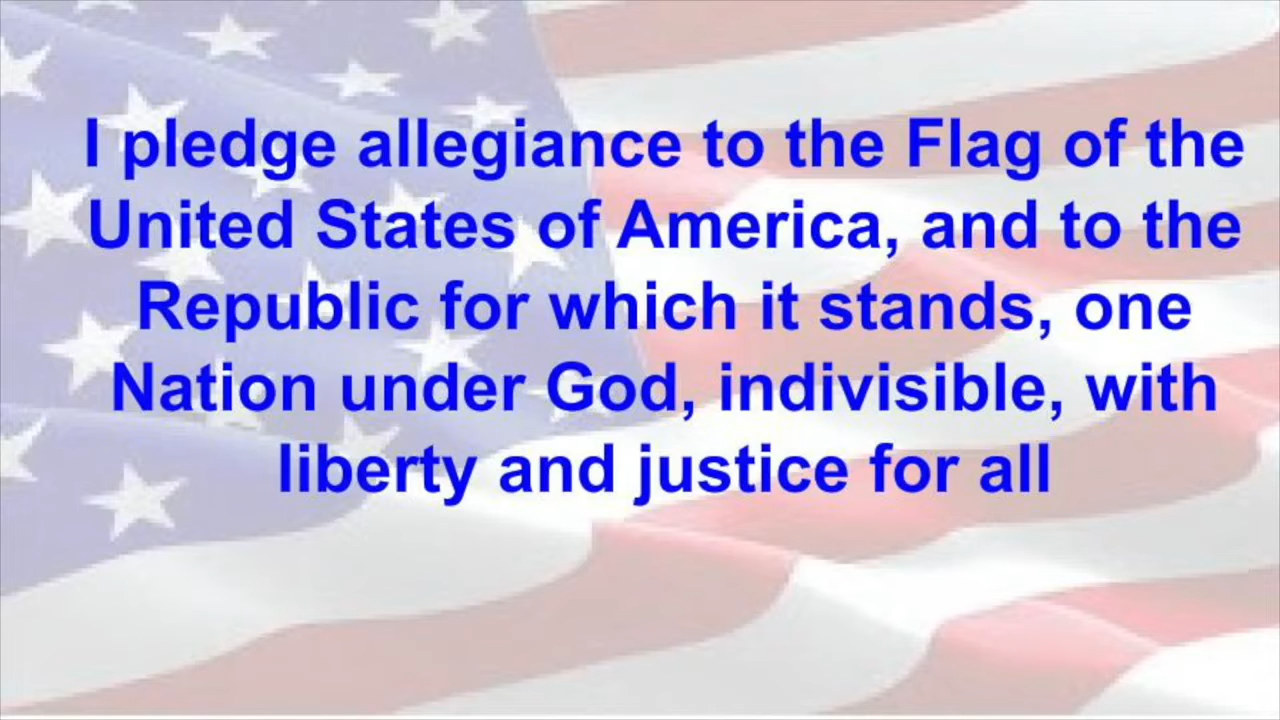 I pledge allegiance to the Flag of the
United States of America, and to the
Republic for which it stands, one
Nation under God, indivisible, with
liberty and justice for all